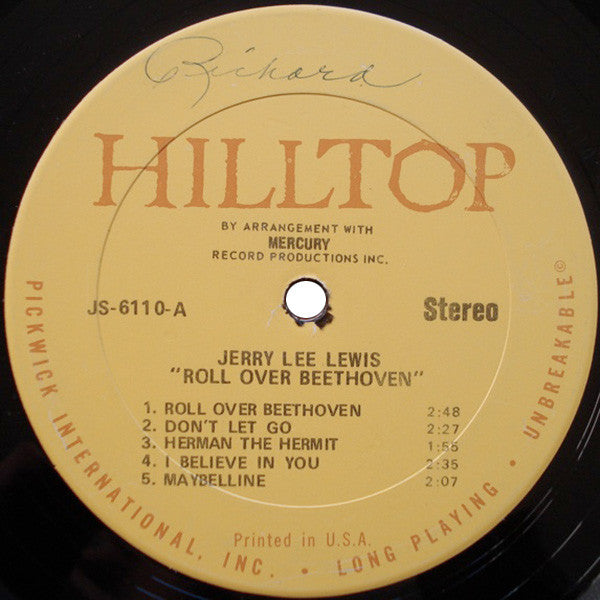 Richard
HILLTOP
BY ARRANGEMENT WITH
MERCURY
RECORD PRODUCTIONS INC.
JS-6110-A
Stereo
JERRY LEE LEWIS
"ROLL OVER BEETHOVEN"
1. ROLL OVER BEETHOVEN 2:48
2. DON'T LET GO 2:27
3. HERMAN THE HERMIT 1:55
4. I BELIEVE IN YOU 2:35
5. MAYBELLINE 2:07
Printed in U.S.A.
PICKWICK INTERNATIONAL, INC. • LONG PLAYING • UNBREAKABLE©